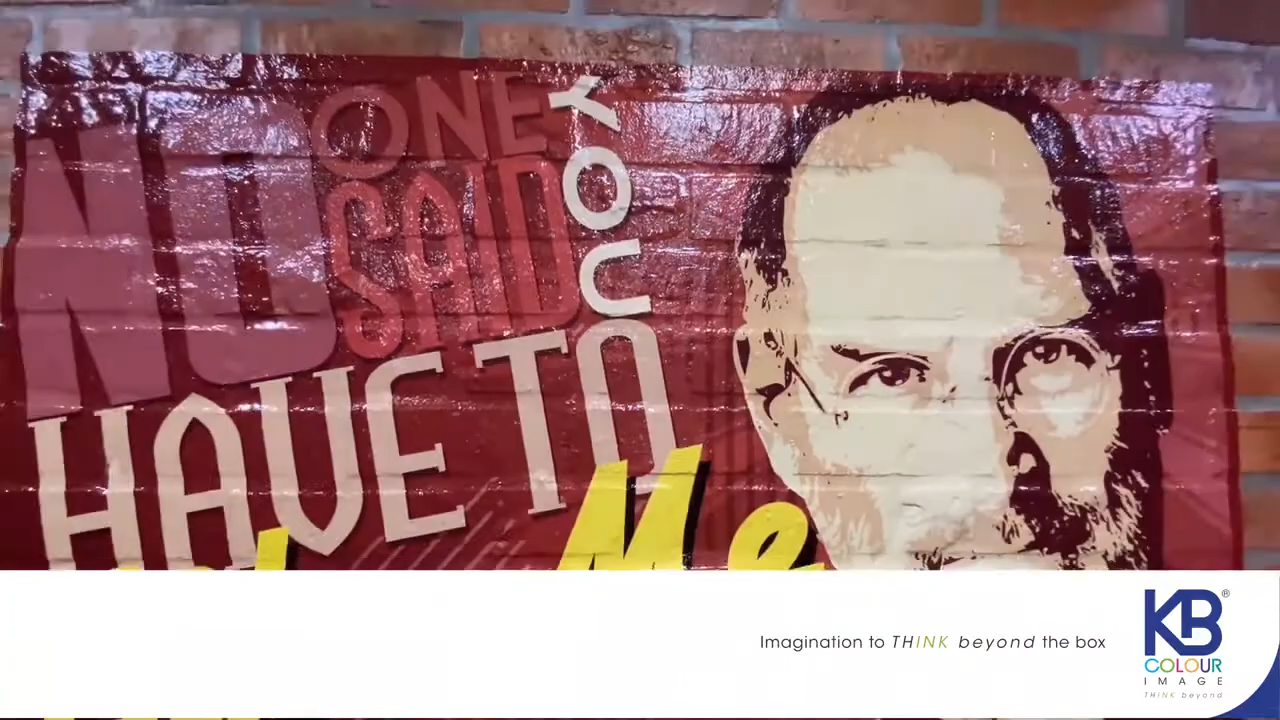 NO ONE
SAID
YOU
HAVE TO
Me
Imagination to THINK beyond the box
KB®
COLOUR
IMAGE
THINK beyond